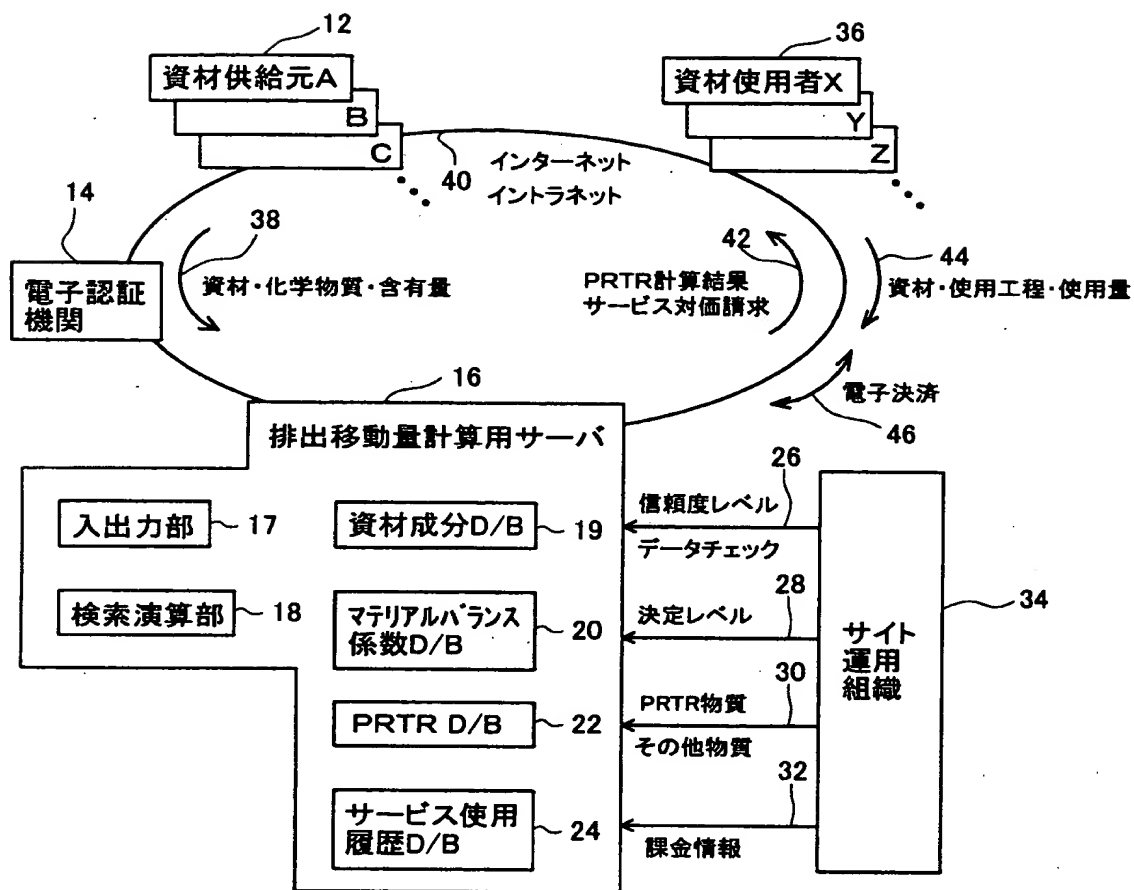 12
資材供給元A
B
C
36
資材使用者X
Y
Z
40
インターネット
イントラネット
14
電子認証
機関
38
資材・化学物質・含有量
42
PRTR計算結果
サービス対価請求
44
資材・使用工程・使用量
電子決済
46
16
排出移動量計算用サーバ
入出力部
17
検索演算部
18
資材成分D/B
19
マテリアルバランス
係数D/B
20
PRTR D/B
22
サービス使用
履歴D/B
24
26
信頼度レベル
データチェック
28
決定レベル
30
PRTR物質
その他物質
32
課金情報
サイト
運用
組織
34